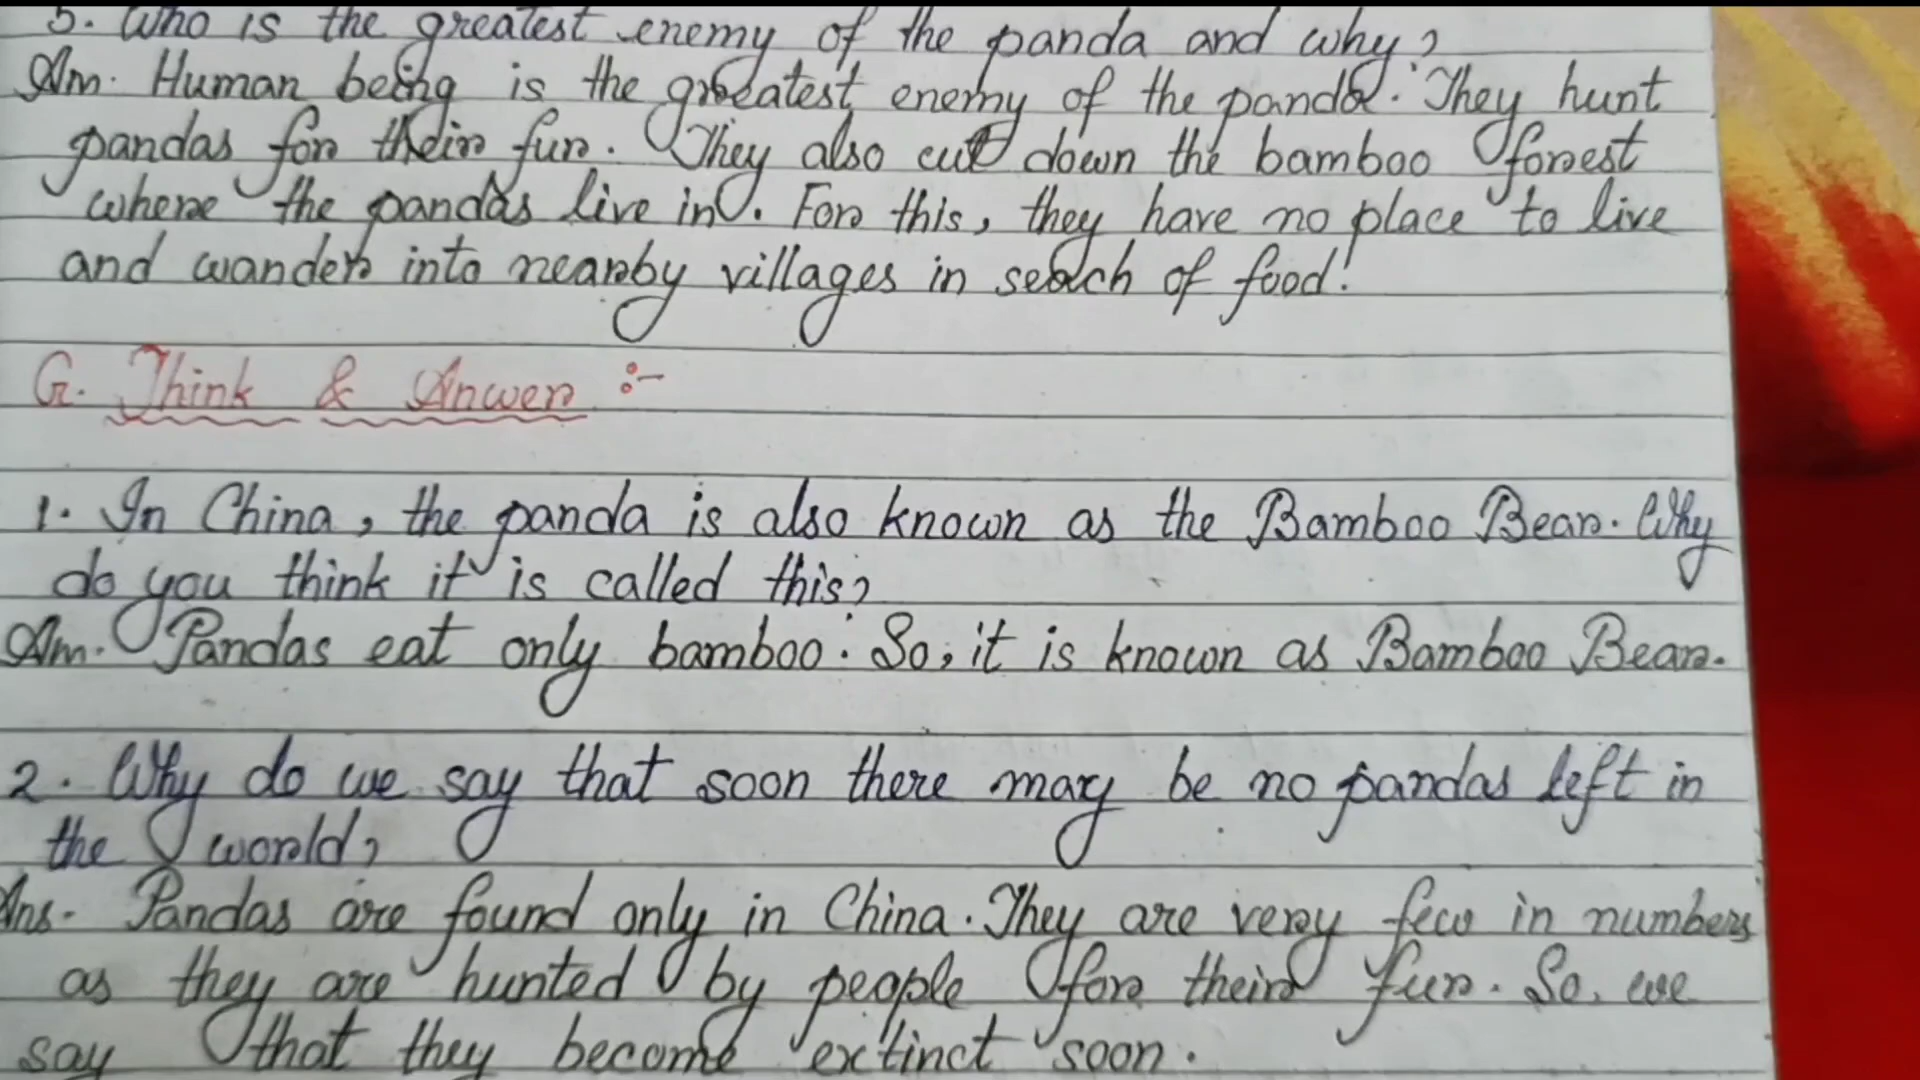 5. Who is the greatest enemy of the panda and why?
Ans. Human being is the greatest enemy of the panda. They hunt
pandas for their fur. They also cut down the bamboo forest
where the pandas live in. For this, they have no place to live
and wander into nearby villages in seach of food.
G. Think & Anwer :-
1. In China, the panda is also known as the Bamboo Bear. Why
do you think it is called this?
Ans. Pandas eat only bamboo. So, it is known as Bamboo Bear.
2. Why do we say that soon there may be no pandas left in
the world?
Ans. Pandas are found only in China. They are very few in numbers
as they are hunted by people for their fur. So, we
say that they become extinct soon.